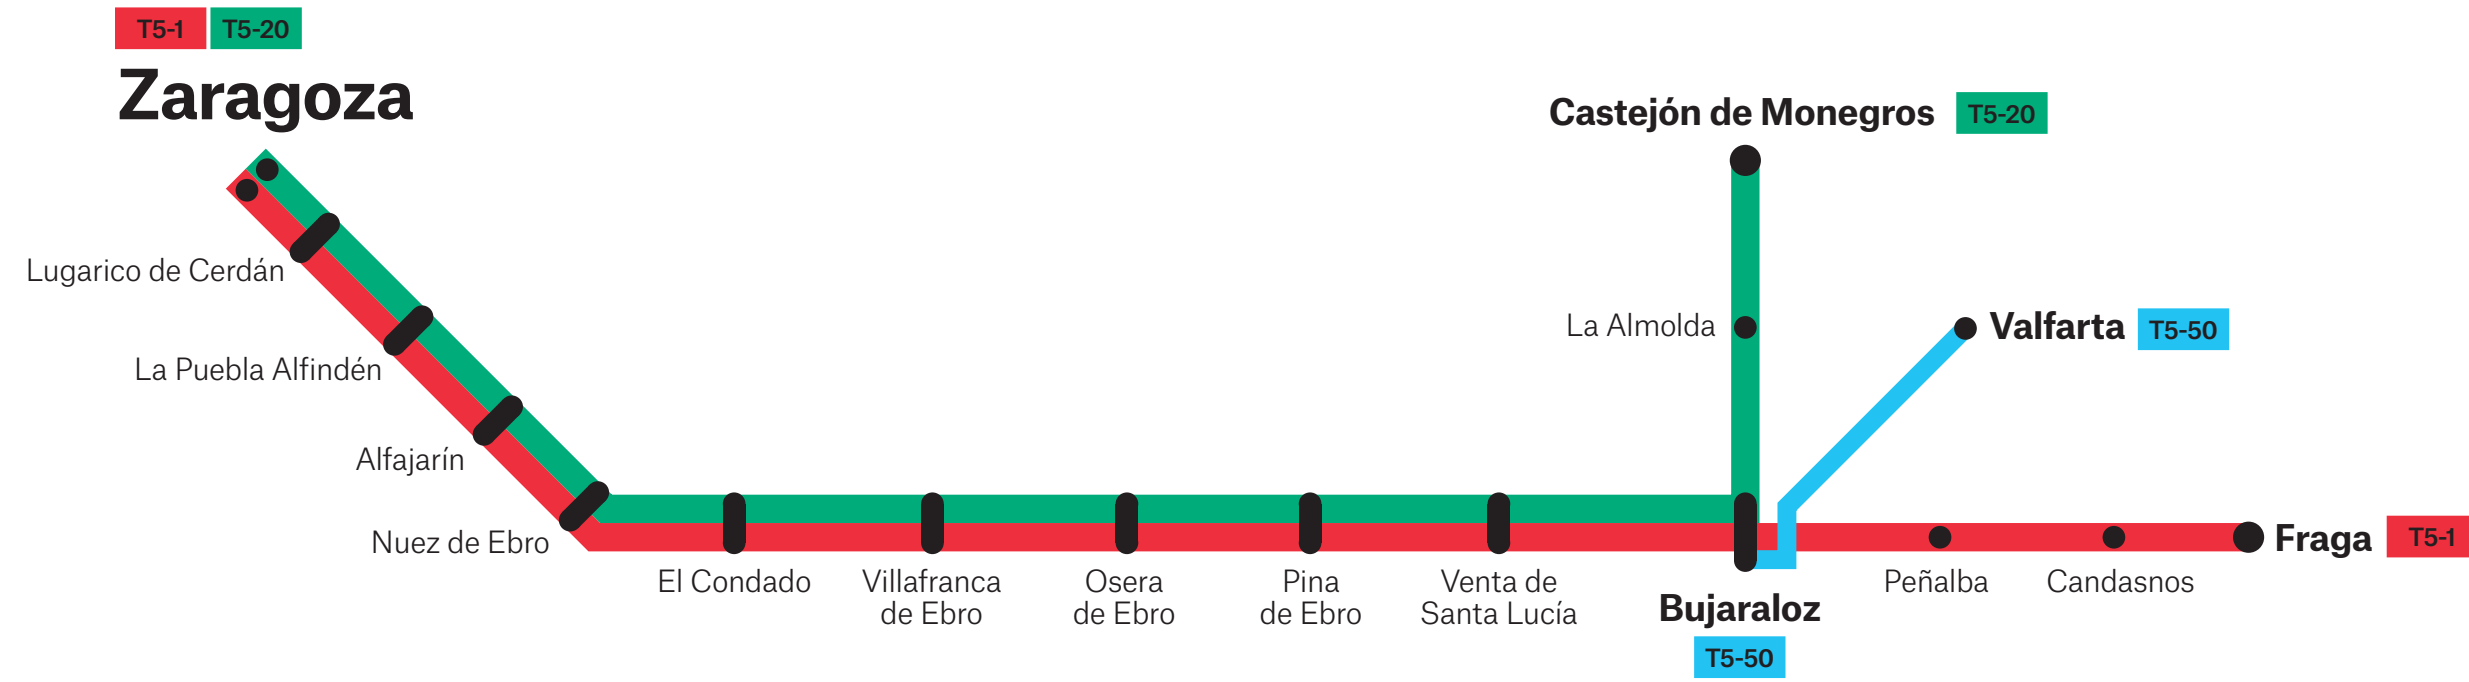 T5-1 T5-20
Zaragoza
Castejón de Monegros T5-20
Lugarico de Cerdán
La Almolda
Valfarta T5-50
La Puebla Alfindén
Alfajarín
Nuez de Ebro
Fraga T5-1
El Condado
Villafranca
de Ebro
Osera
de Ebro
Pina
de Ebro
Venta de
Santa Lucía
Bujaraloz
T5-50
Peñalba
Candasnos